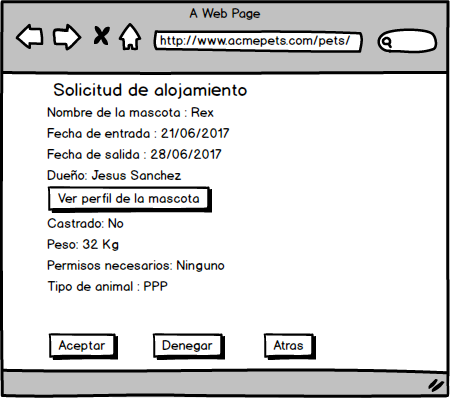 A Web Page
http://www.acmepets.com/pets/
Solicitud de alojamiento
Nombre de la mascota : Rex
Fecha de entrada : 21/06/2017
Fecha de salida : 28/06/2017
Dueño: Jesus Sanchez
Ver perfil de la mascota
Castrado: No
Peso: 32 Kg
Permisos necesarios: Ninguno
Tipo de animal : PPP
Aceptar Denegar Atras